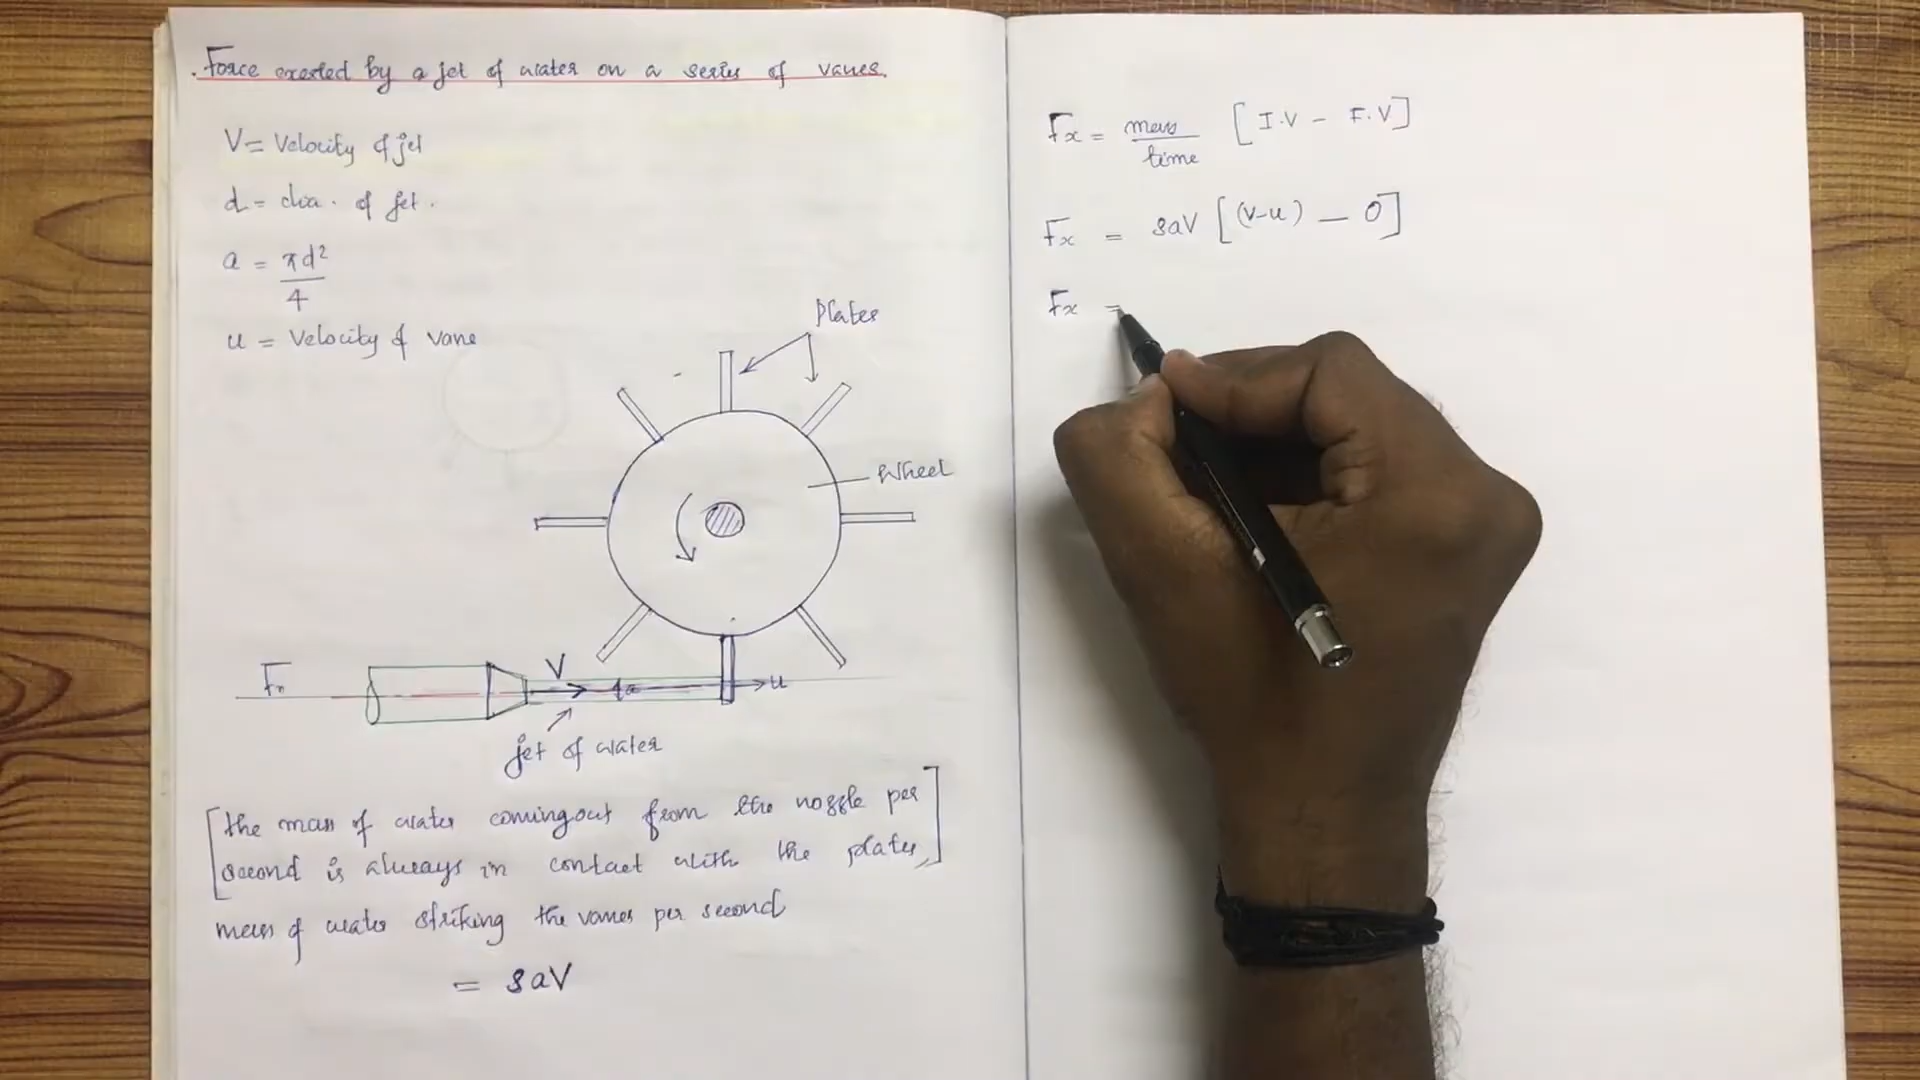 Force exerted by a jet of water on a series of vanes.
V = Velocity of jet
d = dia. of jet.
a = πd²/4
u = Velocity of vane
Plates
Wheel
Fx
V
a
u
jet of water
[the mass of water coming out from the nozzle per
second is always in contact with the plates]
mass of water striking the vanes per second
= ρaV
Fx = mass/time [I.V - F.V]
Fx = ρaV [(V-u) - 0]
Fx =